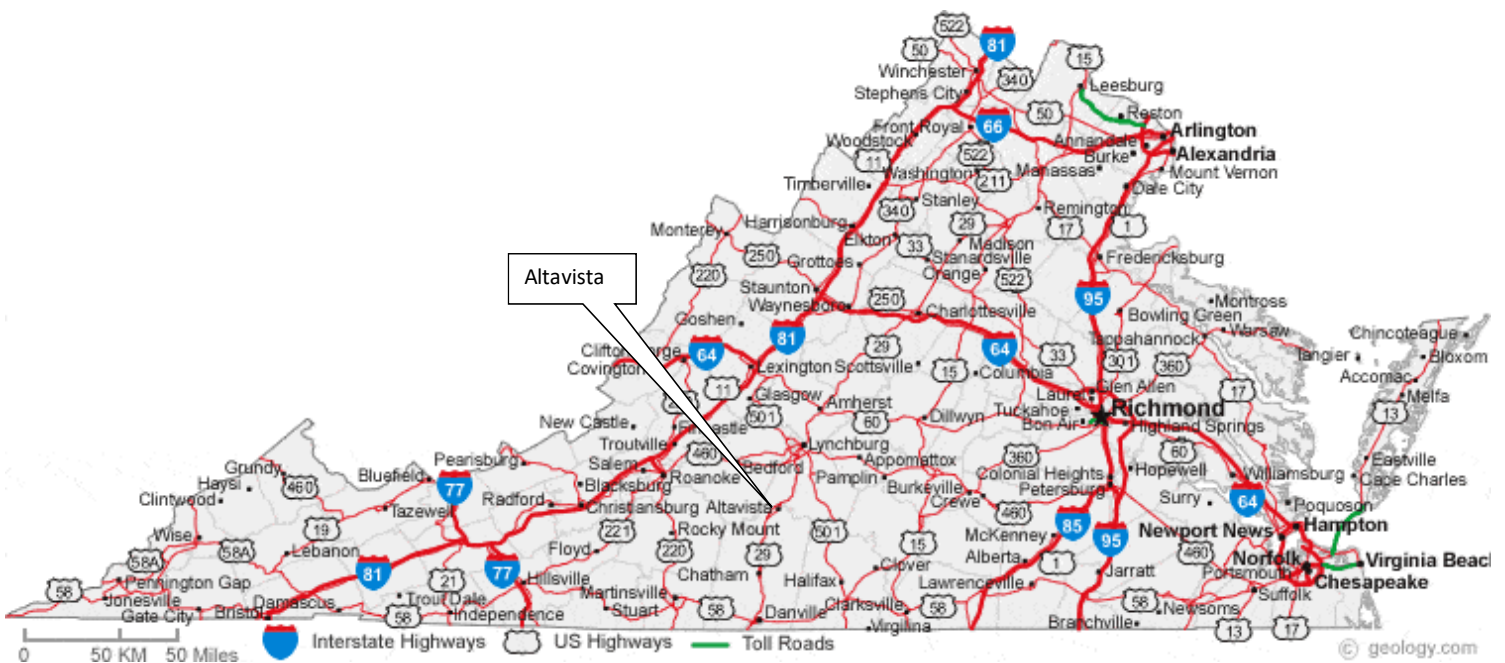 522
81
50
15
Winchester
340
Leesburg
Stephens City
50
Reston
Front Royal
66
Arlington
Woodstock
Annandale
522
Burke
Alexandria
11
Washington
211
Manassas
Mount Vernon
Timberville
Dale City
Stanley
340
29
Remington
Harrisonburg
17
1
Monterey
Elkton
33
Madison
250
Stanardsville
Fredericksburg
220
Grottoes
Orange
522
Altavista
Staunton
95
Waynesboro
250
Montross
Charlottesville
Bowling Green
Goshen
81
Warsaw
Chincoteague
Tappahannock
29
64
33
Clifton Forge
64
301
360
Tangier
Bloxom
Covington
Lexington
Scottsville
15
Columbia
Accomac
11
Glen Allen
17
Glasgow
Laurel
Melfa
501
Amherst
Tuckahoe
Richmond
13
New Castle
60
Dillwyn
Bon Air
Highland Springs
Fincastle
Troutville
Lynchburg
60
460
360
Pearisburg
Bedford
Appomattox
Eastville
Grundy
Salem
Colonial Heights
Hopewell
Williamsburg
Haysi
Bluefield
Roanoke
Pamplin
Burkeville
Petersburg
Cape Charles
460
77
Blacksburg
Crewe
Clintwood
Radford
Surry
64
Poquoson
Tazewell
Christiansburg
Altavista
460
85
Hampton
19
221
Rocky Mount
501
McKenney
95
Newport News
Wise
58A
58A
Lebanon
Floyd
220
29
15
Alberta
1
460
Norfolk
Virginia Beach
81
77
Chatham
Clover
Portsmouth
Pennington Gap
21
Hillsville
Halifax
Lawrenceville
Jarratt
Chesapeake
58
Jonesville
Trout Dale
Martinsville
Suffolk
Gate City
Damascus
Stuart
58
Clarksville
58
58
Newsoms
Bristol
58
Independence
Danville
Virgilina
Branchville
13
17
Interstate Highways
US Highways
Toll Roads
0
50 KM
50 Miles
© geology.com